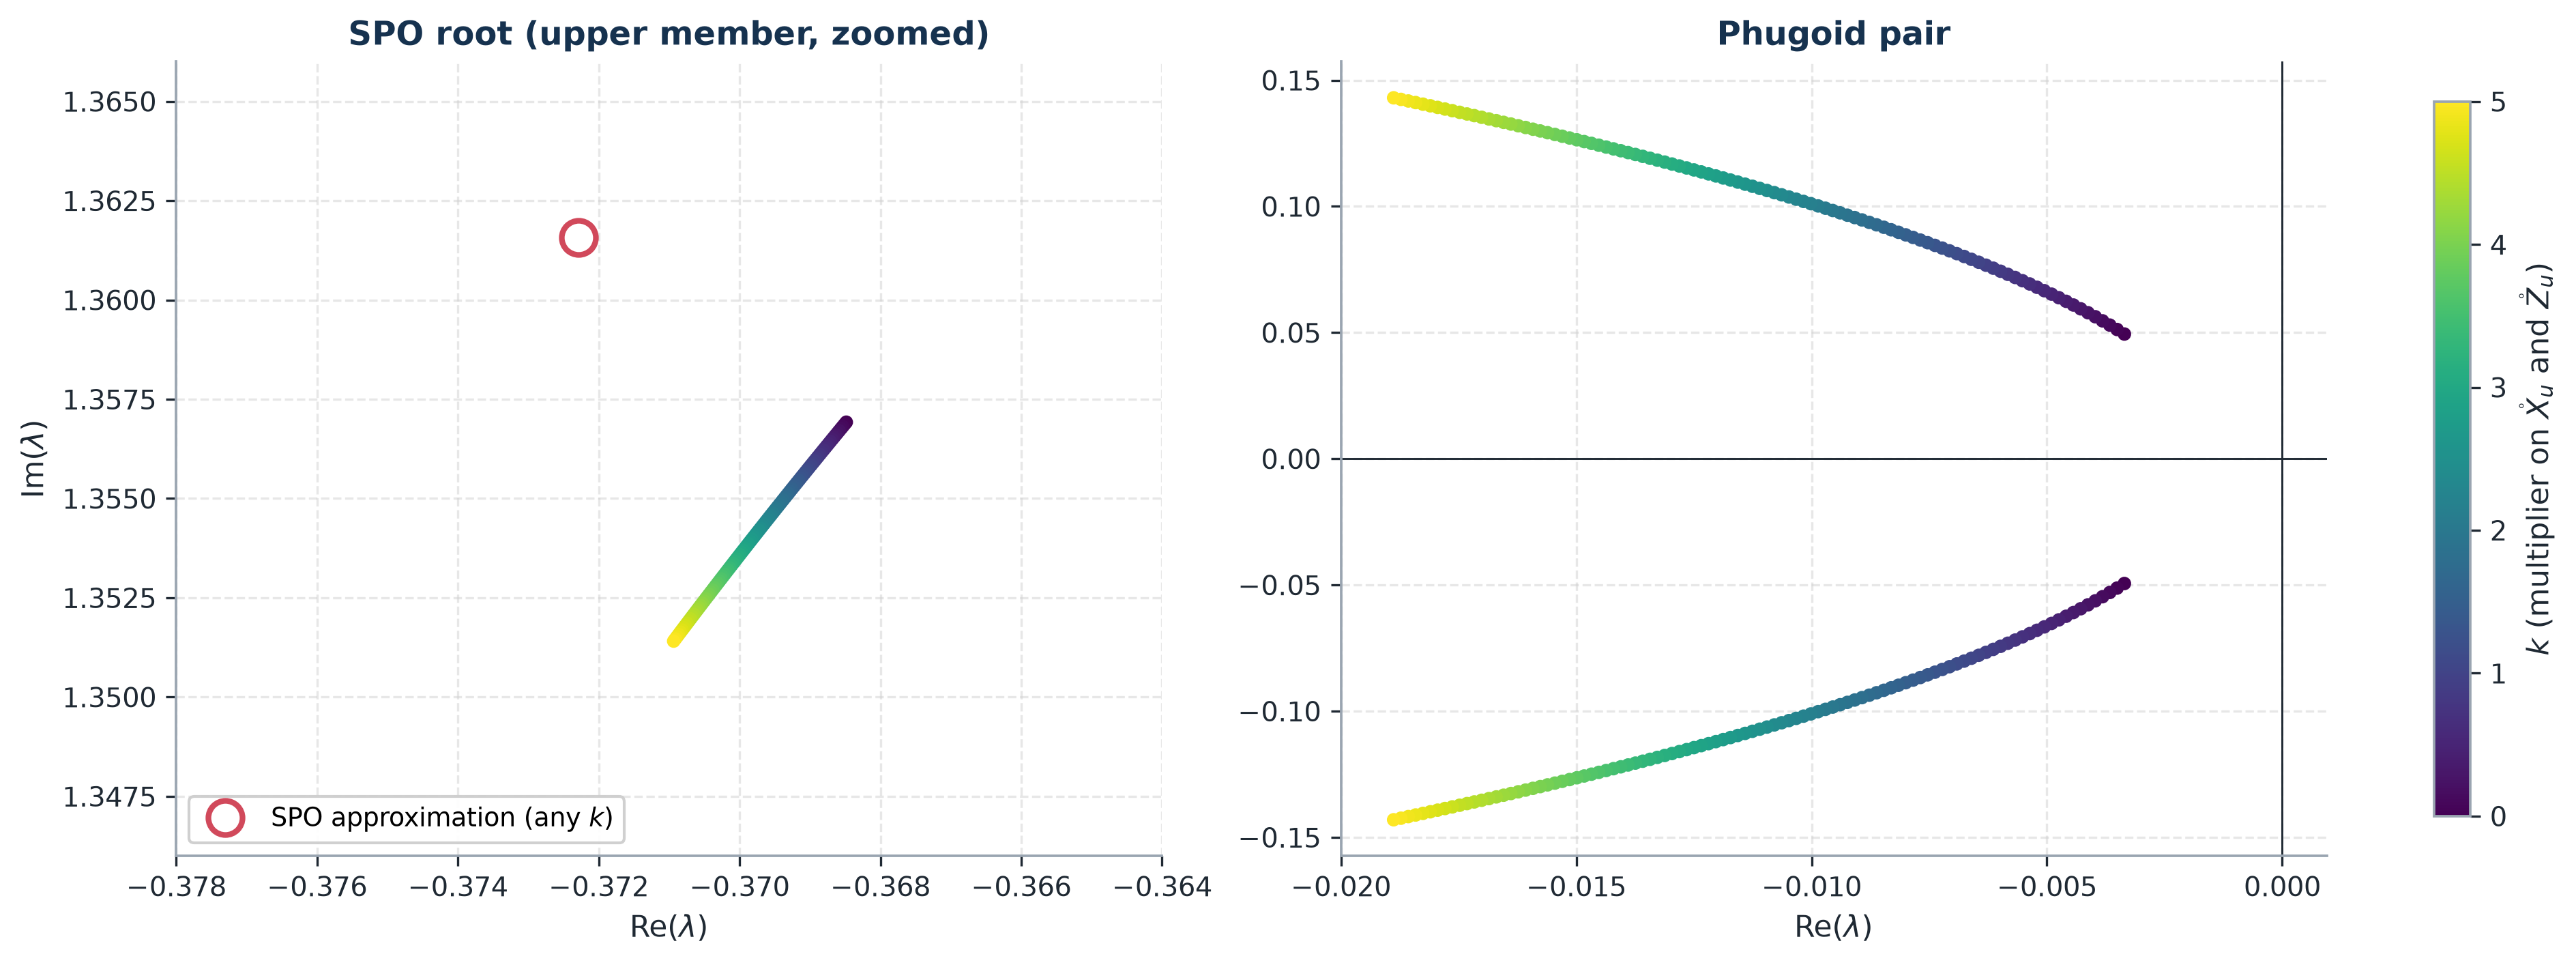 SPO root (upper member, zoomed)
Im(λ)
1.3650
1.3625
1.3600
1.3575
1.3550
1.3525
1.3500
1.3475
SPO approximation (any k)
−0.378 −0.376 −0.374 −0.372 −0.370 −0.368 −0.366 −0.364
Re(λ)
Phugoid pair
0.15
0.10
0.05
0.00
−0.05
−0.10
−0.15
−0.020 −0.015 −0.010 −0.005 0.000
Re(λ)
5
4
3
2
1
0
k (multiplier on X̊ᵤ and Z̊ᵤ)